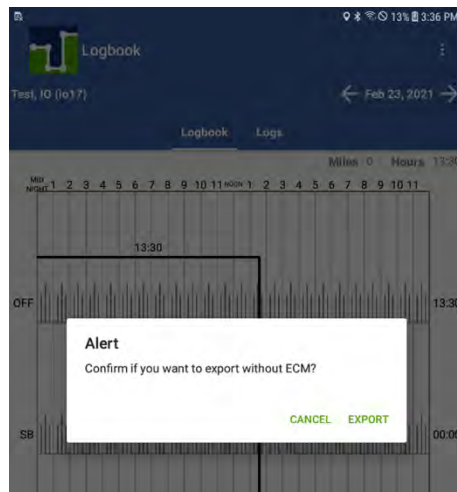 13% 3:36 PM
Logbook
Test, IO (io17)
Feb 23, 2021
Logbook Logs
Miles 0 Hours 13:30
MID NIGHT 1 2 3 4 5 6 7 8 9 10 11 NOON 1 2 3 4 5 6 7 8 9 10 11
13:30
OFF 13:30
Alert
Confirm if you want to export without ECM?
CANCEL EXPORT
SB 00:00